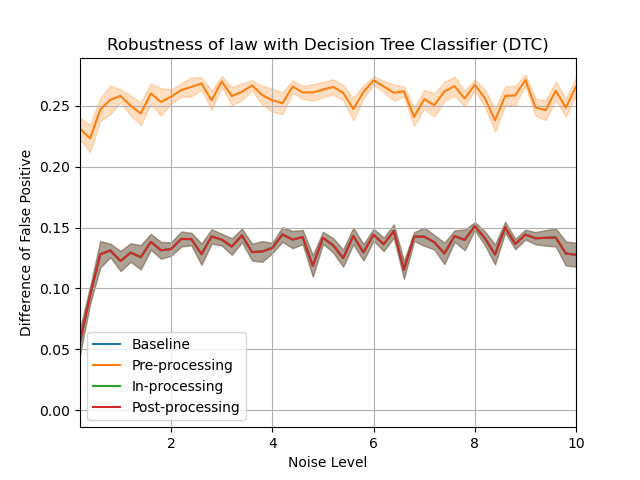 Robustness of law with Decision Tree Classifier (DTC)
Difference of False Positive
0.25
0.20
0.15
0.10
0.05
0.00
Baseline
Pre-processing
In-processing
Post-processing
2 4 6 8 10
Noise Level